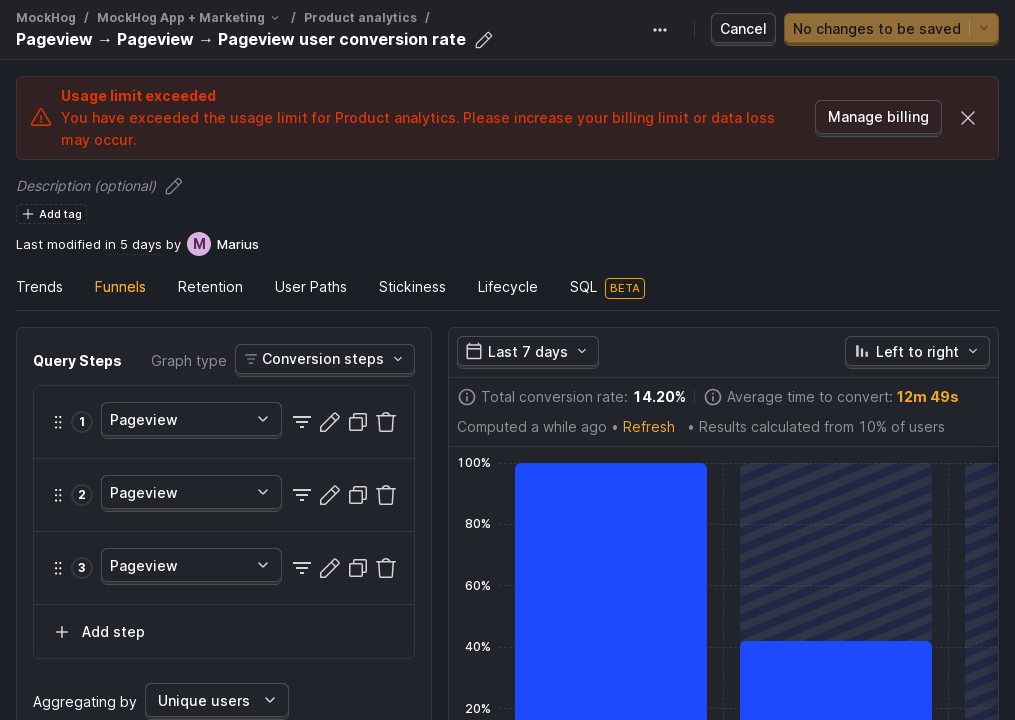 MockHog / MockHog App + Marketing / Product analytics /
Pageview → Pageview → Pageview user conversion rate
Cancel
No changes to be saved
Usage limit exceeded
You have exceeded the usage limit for Product analytics. Please increase your billing limit or data loss
may occur.
Manage billing
Description (optional)
Add tag
Last modified in 5 days by M Marius
Trends Funnels Retention User Paths Stickiness Lifecycle SQL BETA
Query Steps Graph type Conversion steps
1 Pageview
2 Pageview
3 Pageview
Add step
Aggregating by Unique users
Last 7 days Left to right
Total conversion rate: 14.20% Average time to convert: 12m 49s
Computed a while ago • Refresh • Results calculated from 10% of users
100%
80%
60%
40%
20%